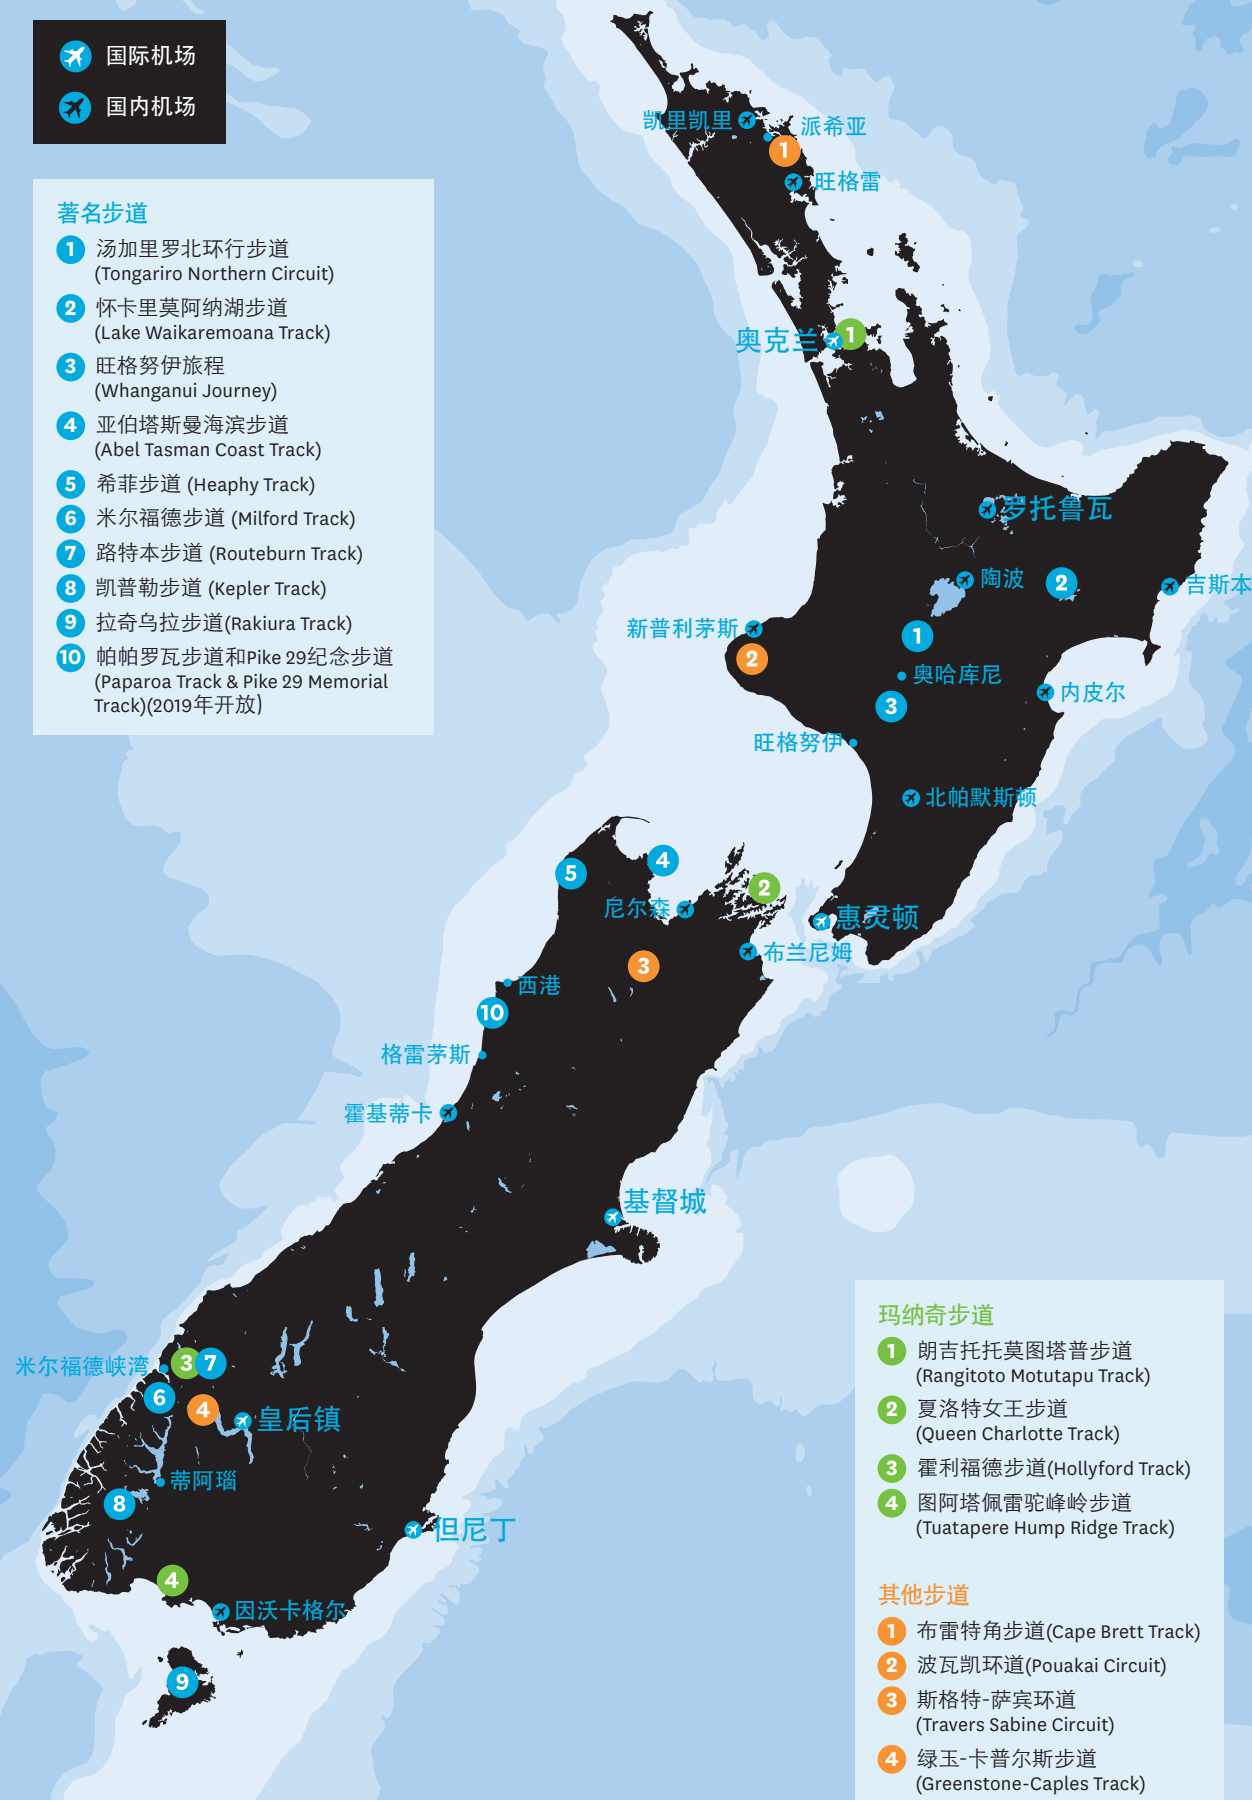 国际机场
国内机场
著名步道
1 汤加里罗北环行步道
(Tongariro Northern Circuit)
2 怀卡里莫阿纳湖步道
(Lake Waikaremoana Track)
3 旺格努伊旅程
(Whanganui Journey)
4 亚伯塔斯曼海滨步道
(Abel Tasman Coast Track)
5 希菲步道 (Heaphy Track)
6 米尔福德步道 (Milford Track)
7 路特本步道 (Routeburn Track)
8 凯普勒步道 (Kepler Track)
9 拉奇乌拉步道(Rakiura Track)
10 帕帕罗瓦步道和Pike 29纪念步道
(Paparoa Track & Pike 29 Memorial
Track)(2019年开放)
凯里凯里
派希亚
1
旺格雷
奥克兰
1
罗托鲁瓦
陶波
2
吉斯本
新普利茅斯
1
2
奥哈库尼
内皮尔
3
旺格努伊
北帕默斯顿
4
5
2
尼尔森
惠灵顿
布兰尼姆
3
西港
10
格雷茅斯
霍基蒂卡
基督城
米尔福德峡湾
3
7
6
4
皇后镇
蒂阿瑙
8
但尼丁
4
因沃卡格尔
9
玛纳奇步道
1 朗吉托托莫图塔普步道
(Rangitoto Motutapu Track)
2 夏洛特女王步道
(Queen Charlotte Track)
3 霍利福德步道(Hollyford Track)
4 图阿塔佩雷驼峰岭步道
(Tuatapere Hump Ridge Track)
其他步道
1 布雷特角步道(Cape Brett Track)
2 波瓦凯环道(Pouakai Circuit)
3 斯格特-萨宾环道
(Travers Sabine Circuit)
4 绿玉-卡普尔斯步道
(Greenstone-Caples Track)